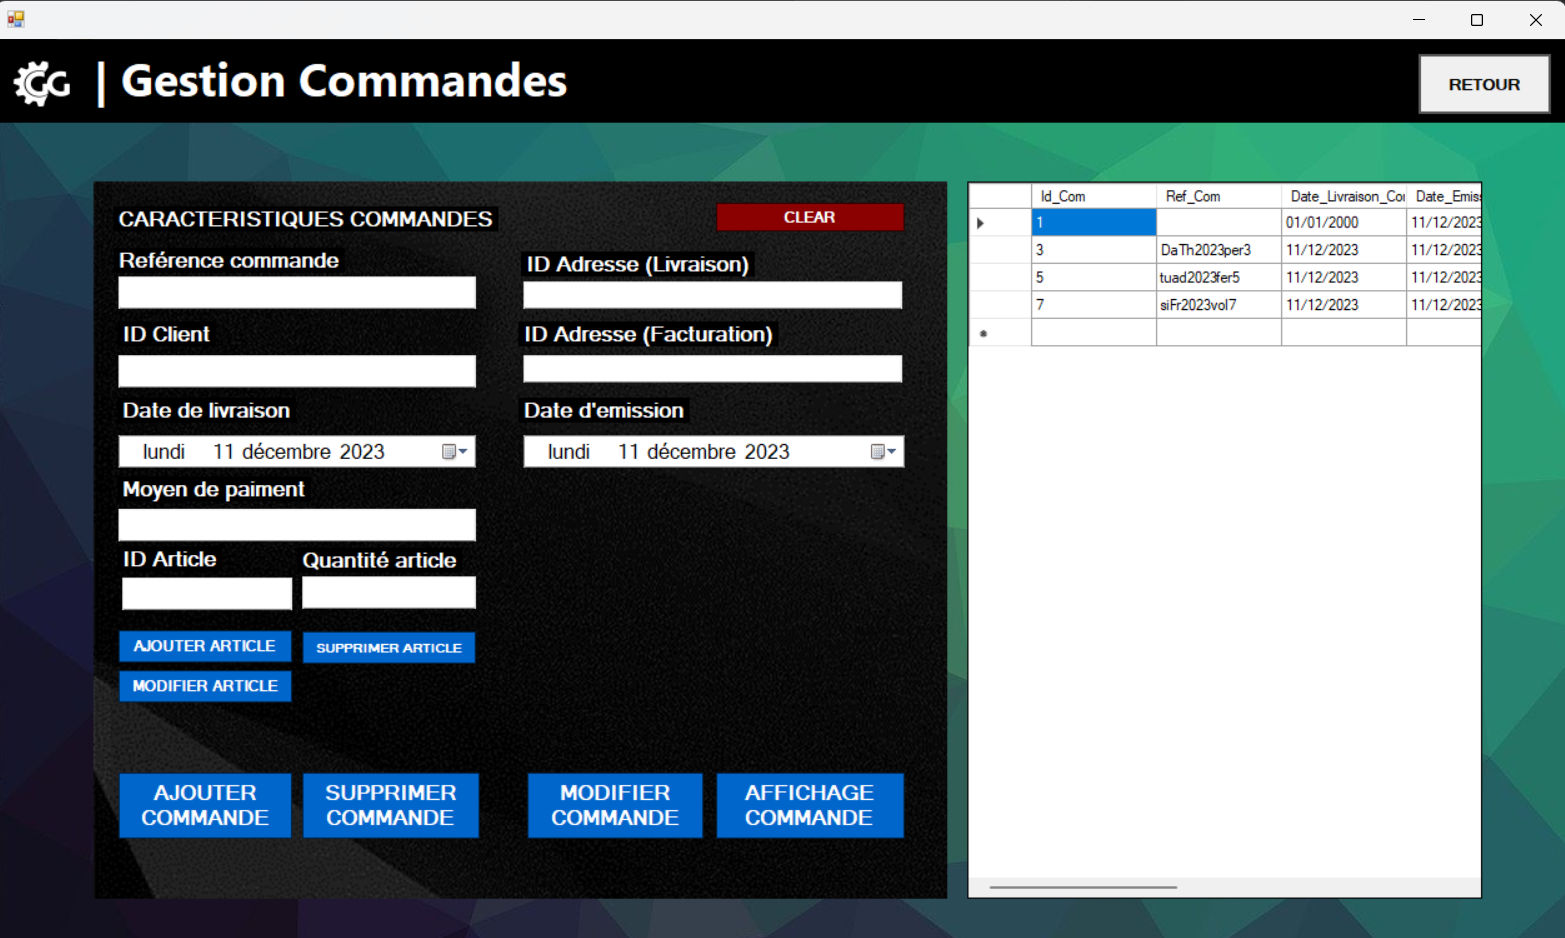 GG | Gestion Commandes
RETOUR
CARACTERISTIQUES COMMANDES
CLEAR
Reférence commande
ID Adresse (Livraison)
ID Client
ID Adresse (Facturation)
Date de livraison
Date d'emission
lundi 11 décembre 2023
lundi 11 décembre 2023
Moyen de paiment
ID Article
Quantité article
AJOUTER ARTICLE
SUPPRIMER ARTICLE
MODIFIER ARTICLE
AJOUTER
COMMANDE
SUPPRIMER
COMMANDE
MODIFIER
COMMANDE
AFFICHAGE
COMMANDE
Id_Com Ref_Com Date_Livraison_Co Date_Emis
1 01/01/2000 11/12/2023
3 DaTh2023per3 11/12/2023 11/12/2023
5 tuad2023fer5 11/12/2023 11/12/2023
7 siFr2023vol7 11/12/2023 11/12/2023